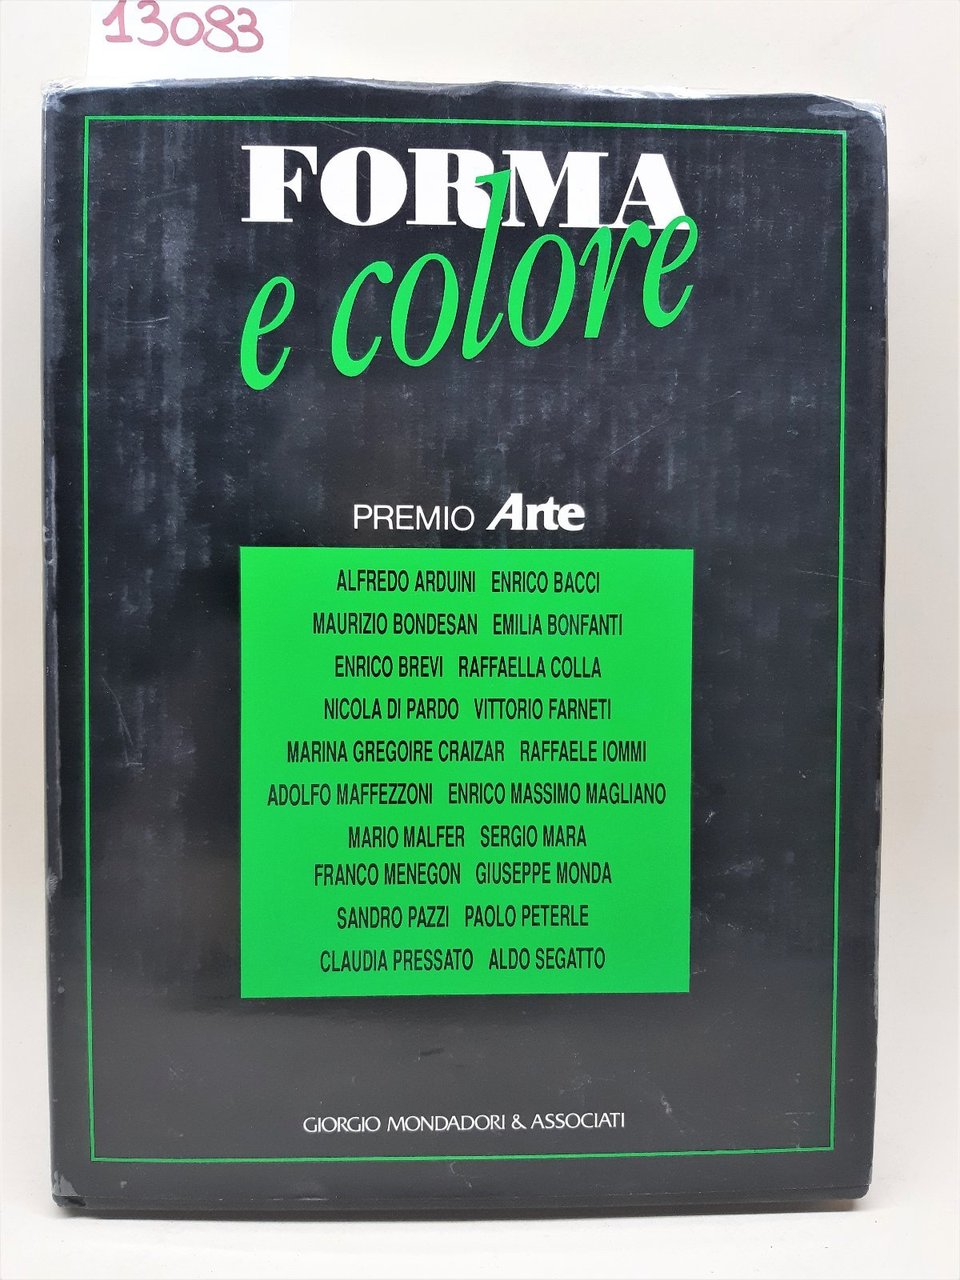 13083
FORMA
e colore
PREMIO Arte
ALFREDO ARDUINI ENRICO BACCI
MAURIZIO BONDESAN EMILIA BONFANTI
ENRICO BREVI RAFFAELLA COLLA
NICOLA DI PARDO VITTORIO FARNETI
MARINA GREGOIRE CRAIZAR RAFFAELE IOMMI
ADOLFO MAFFEZZONI ENRICO MASSIMO MAGLIANO
MARIO MALFER SERGIO MARA
FRANCO MENEGON GIUSEPPE MONDA
SANDRO PAZZI PAOLO PETERLE
CLAUDIA PRESSATO ALDO SEGATTO
GIORGIO MONDADORI & ASSOCIATI